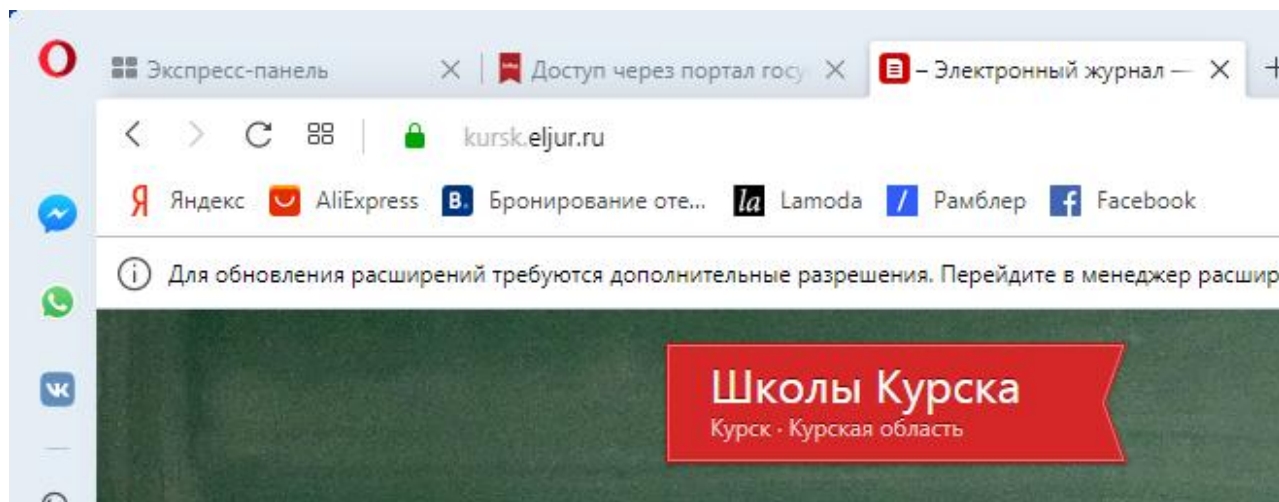 Экспресс-панель
Доступ через портал госу
– Электронный журнал —
kursk.eljur.ru
Яндекс AliExpress Бронирование оте... Lamoda Рамблер Facebook
Для обновления расширений требуются дополнительные разрешения. Перейдите в менеджер расшир
Школы Курска
Курск · Курская область